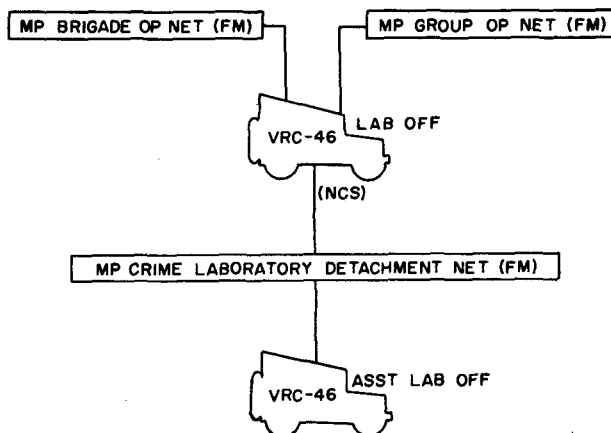 MP BRIGADE OP NET (FM)
MP GROUP OP NET (FM)
LAB OFF
VRC-46
(NCS)
MP CRIME LABORATORY DETACHMENT NET (FM)
ASST LAB OFF
VRC-46